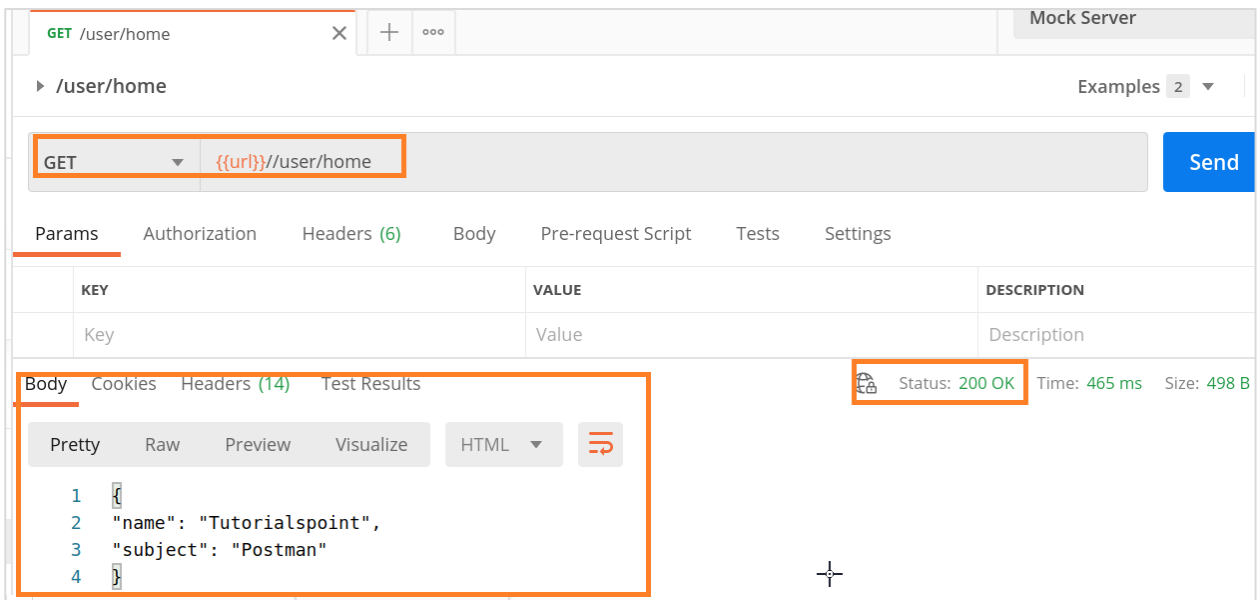 GET /user/home
Mock Server
/user/home
Examples 2
GET {{url}}//user/home
Send
Params Authorization Headers (6) Body Pre-request Script Tests Settings
KEY VALUE DESCRIPTION
Key Value Description
Body Cookies Headers (14) Test Results Status: 200 OK Time: 465 ms Size: 498 B
Pretty Raw Preview Visualize HTML
1 {
2 "name": "Tutorialspoint",
3 "subject": "Postman"
4 }